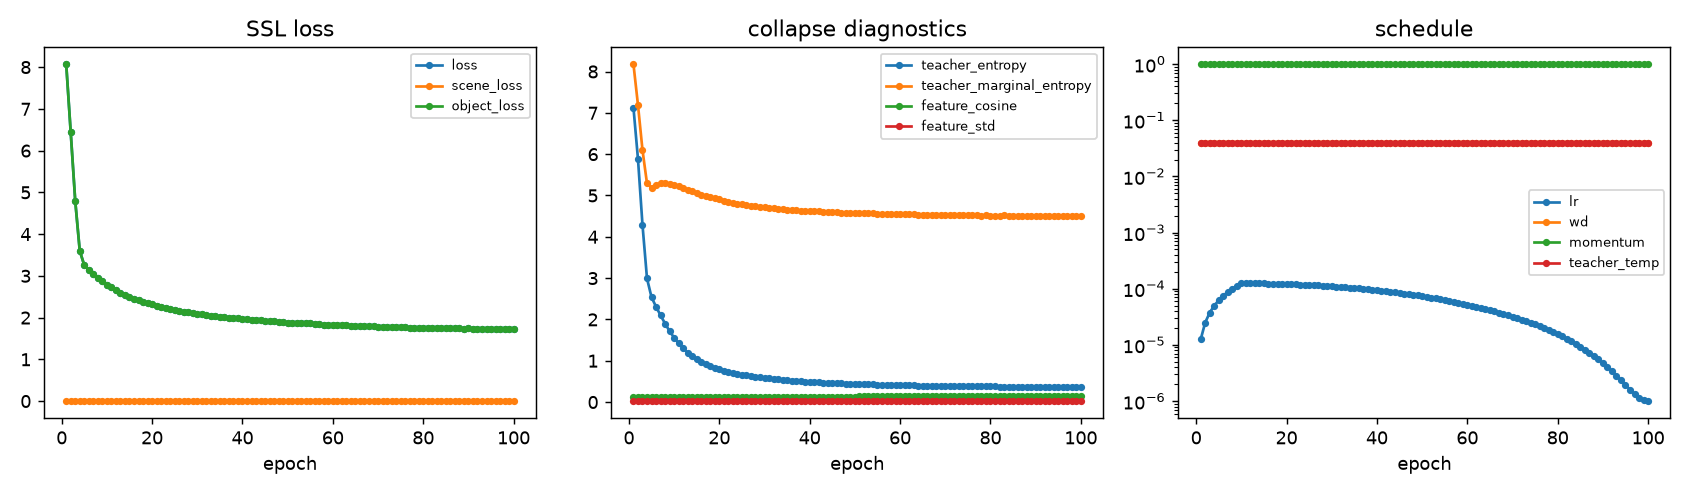 SSL loss
loss
scene_loss
object_loss
8
7
6
5
4
3
2
1
0
0 20 40 60 80 100
epoch
collapse diagnostics
teacher_entropy
teacher_marginal_entropy
feature_cosine
feature_std
8
7
6
5
4
3
2
1
0
0 20 40 60 80 100
epoch
schedule
10⁰
10⁻¹
10⁻²
10⁻³
10⁻⁴
10⁻⁵
10⁻⁶
lr
wd
momentum
teacher_temp
0 20 40 60 80 100
epoch